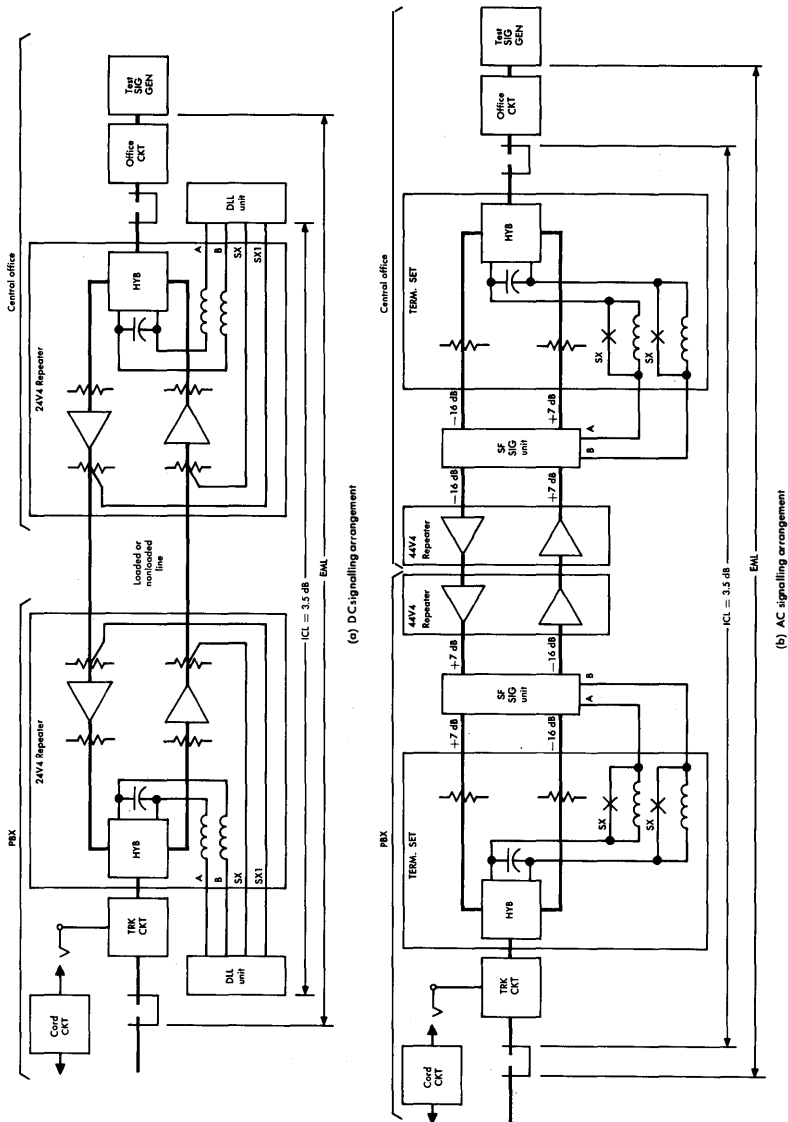 PBX
Central office
Cord
CKT
TRK
CKT
HYB
24V4 Repeater
A
B
SX
SX1
DLL
unit
Loaded or
nonloaded
line
24V4 Repeater
HYB
A
B
SX
SX1
DLL
unit
Office
CKT
Test
SIG
GEN
ICL = 3.5 dB
EML
(a) DC signalling arrangement
PBX
Central office
Cord
CKT
TRK
CKT
TERM. SET
HYB
SX
SX
+7 dB
-16 dB
SF
SIG
unit
A
B
+7 dB
-16 dB
44V4
Repeater
44V4
Repeater
-16 dB
+7 dB
SF
SIG
unit
B
A
-16 dB
+7 dB
TERM. SET
SX
SX
HYB
Office
CKT
Test
SIG
GEN
ICL = 3.5 dB
EML
(b) AC signalling arrangement